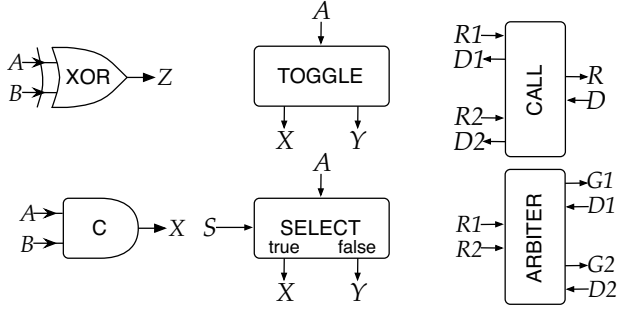 A
B
XOR
Z
A
TOGGLE
X
Y
R1
D1
R2
D2
CALL
R
D
A
B
C
X
A
S
SELECT
true false
X
Y
R1
R2
ARBITER
G1
D1
G2
D2